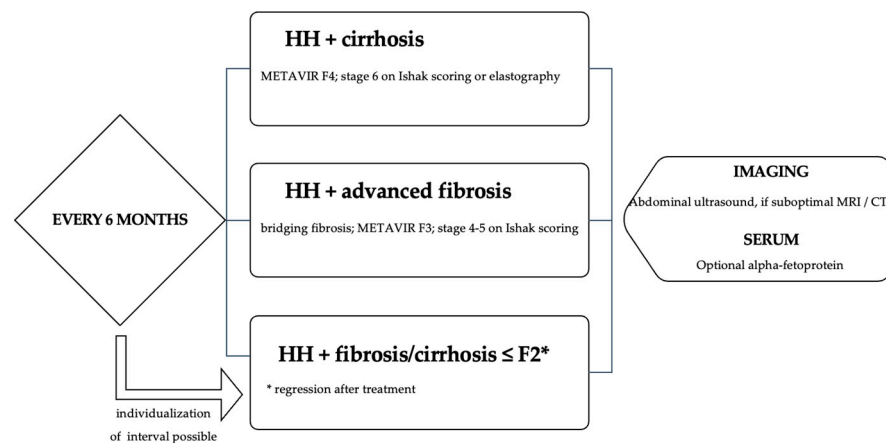 HH + cirrhosis
METAVIR F4; stage 6 on Ishak scoring or elastography
EVERY 6 MONTHS
HH + advanced fibrosis
bridging fibrosis; METAVIR F3; stage 4-5 on Ishak scoring
IMAGING
Abdominal ultrasound, if suboptimal MRI / CT
SERUM
Optional alpha-fetoprotein
HH + fibrosis/cirrhosis ≤ F2*
* regression after treatment
individualization
of interval possible